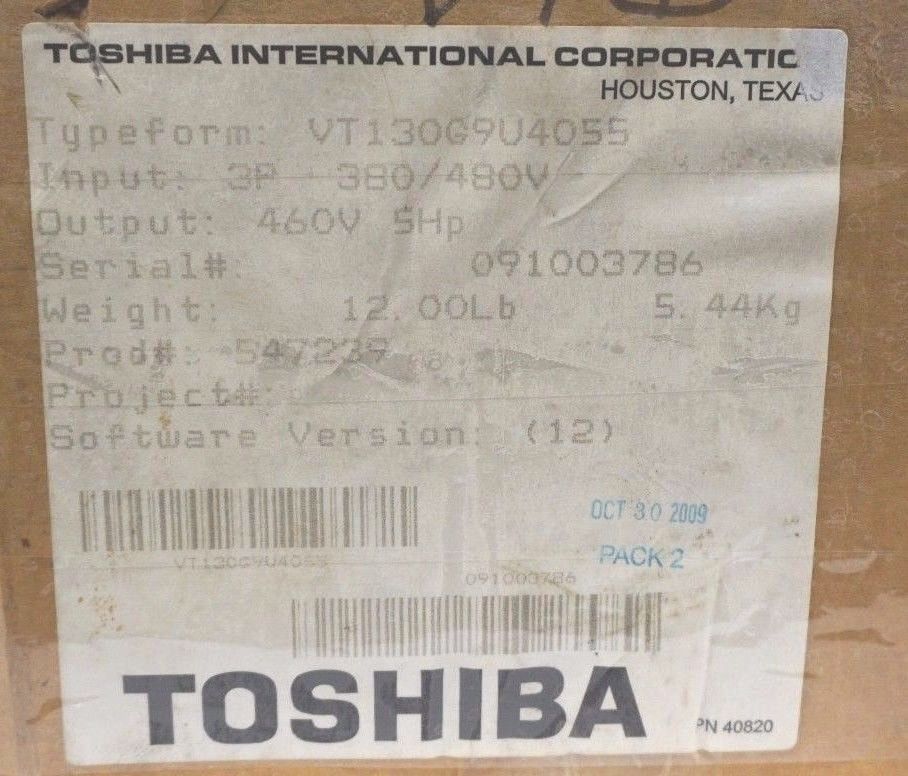 TOSHIBA INTERNATIONAL CORPORATIO
HOUSTON, TEXAS
Typeform: VT130G9U4055
Input: 3P 380/480V
Output: 460V 5Hp
Serial#: 091003786
Weight: 12.00Lb 5.44Kg
Prod#: 547239
Project#:
Software Version: (12)
OCT 30 2009
PACK 2
VT130G9U4055
091003786
TOSHIBA
PN 40820